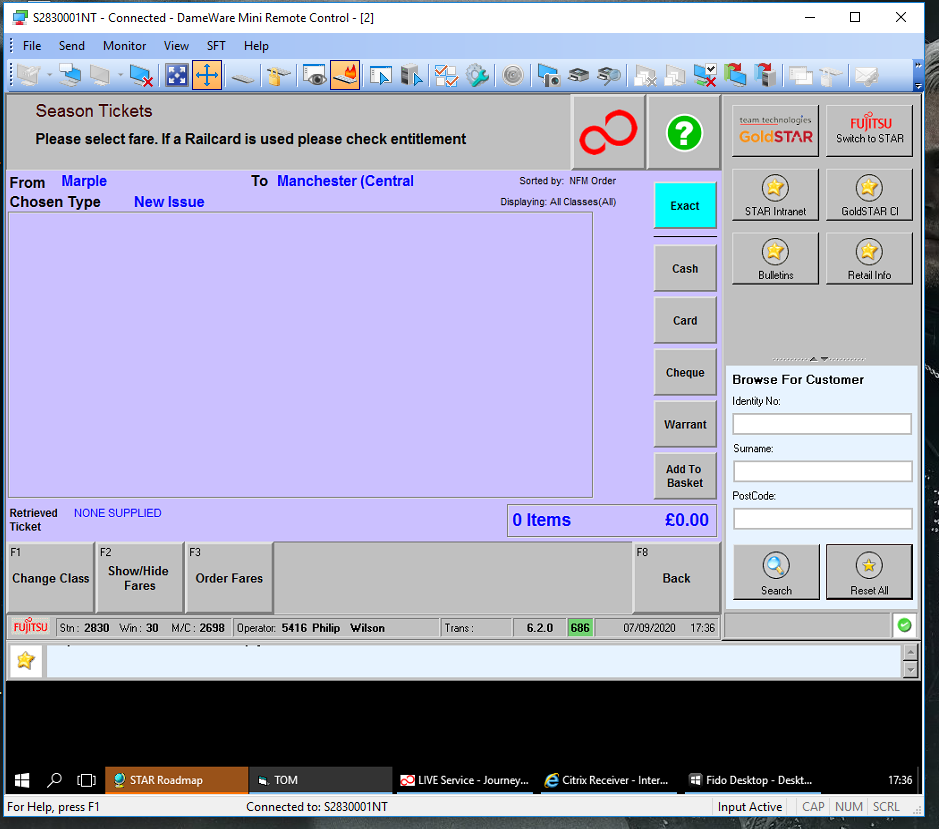 S2830001NT - Connected - DameWare Mini Remote Control - [2]
File Send Monitor View SFT Help
Season Tickets
Please select fare. If a Railcard is used please check entitlement
?
team technologies
GoldSTAR
FUJITSU
Switch to STAR
From Marple To Manchester (Central
Sorted by: NFM Order
Chosen Type New Issue
Displaying: All Classes(All)
Exact
STAR Intranet
GoldSTAR CI
Cash
Bulletins
Retail Info
Card
Cheque
Warrant
Add To
Basket
Browse For Customer
Identity No:
Surname:
PostCode:
Retrieved
Ticket
NONE SUPPLIED
0 Items £0.00
F1
Change Class
F2
Show/Hide
Fares
F3
Order Fares
F8
Back
Search
Reset All
FUJITSU Stn : 2830 Win : 30 M/C : 2698 Operator: 5416 Philip Wilson Trans : 6.2.0 686 07/09/2020 17:36
STAR Roadmap
TOM
LIVE Service - Journey...
Citrix Receiver - Inter...
Fido Desktop - Deskt...
17:36
For Help, press F1
Connected to: S2830001NT
Input Active CAP NUM SCRL